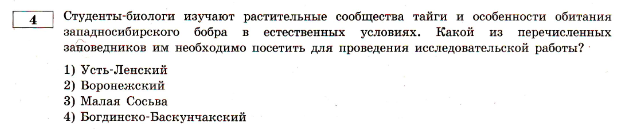 4
Студенты-биологи изучают растительные сообщества тайги и особенности обитания
западносибирского бобра в естественных условиях. Какой из перечисленных
заповедников им необходимо посетить для проведения исследовательской работы?
1) Усть-Ленский
2) Воронежский
3) Малая Сосьва
4) Богдинско-Баскунчакский